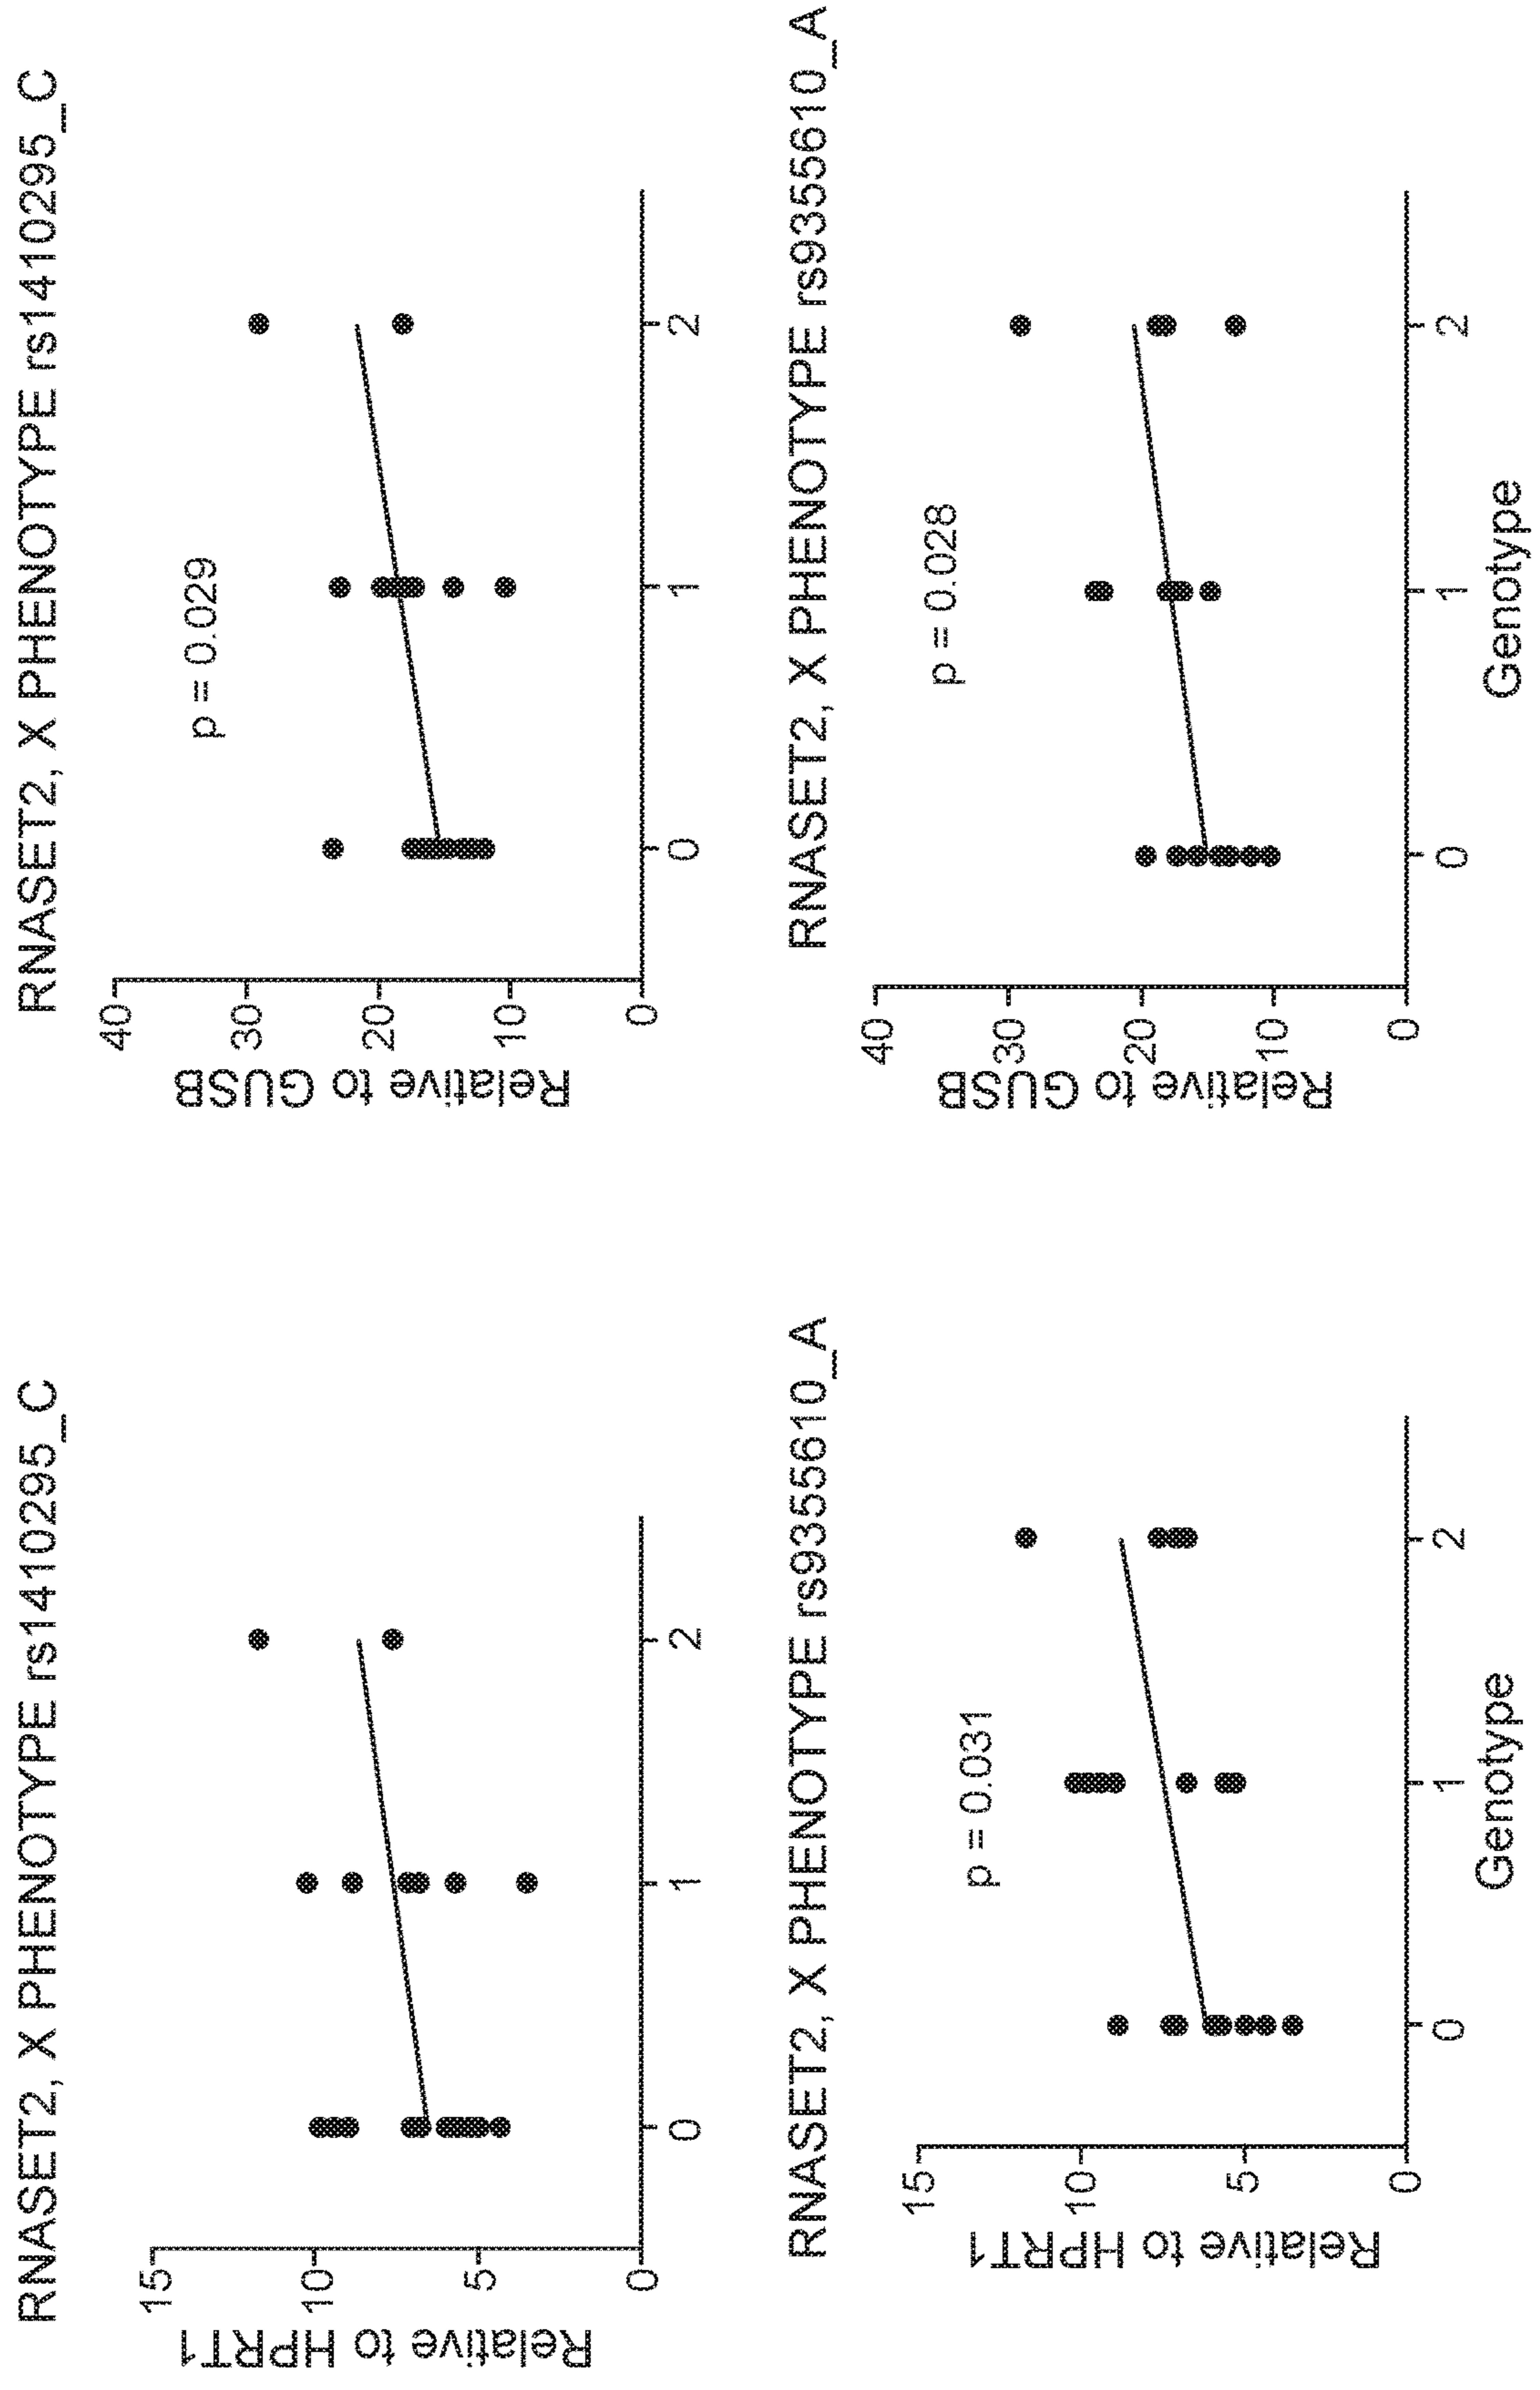 RNASET2, X PHENOTYPE rs1410295_C
Relative to HPRT1
15
10
5
0
0
1
2
RNASET2, X PHENOTYPE rs1410295_C
p = 0.029
Relative to GUSB
40
30
20
10
0
0
1
2
RNASET2, X PHENOTYPE rs9355610_A
p = 0.031
Relative to HPRT1
15
10
5
0
0
1
2
Genotype
RNASET2, X PHENOTYPE rs9355610_A
p = 0.028
Relative to GUSB
40
30
20
10
0
0
1
2
Genotype